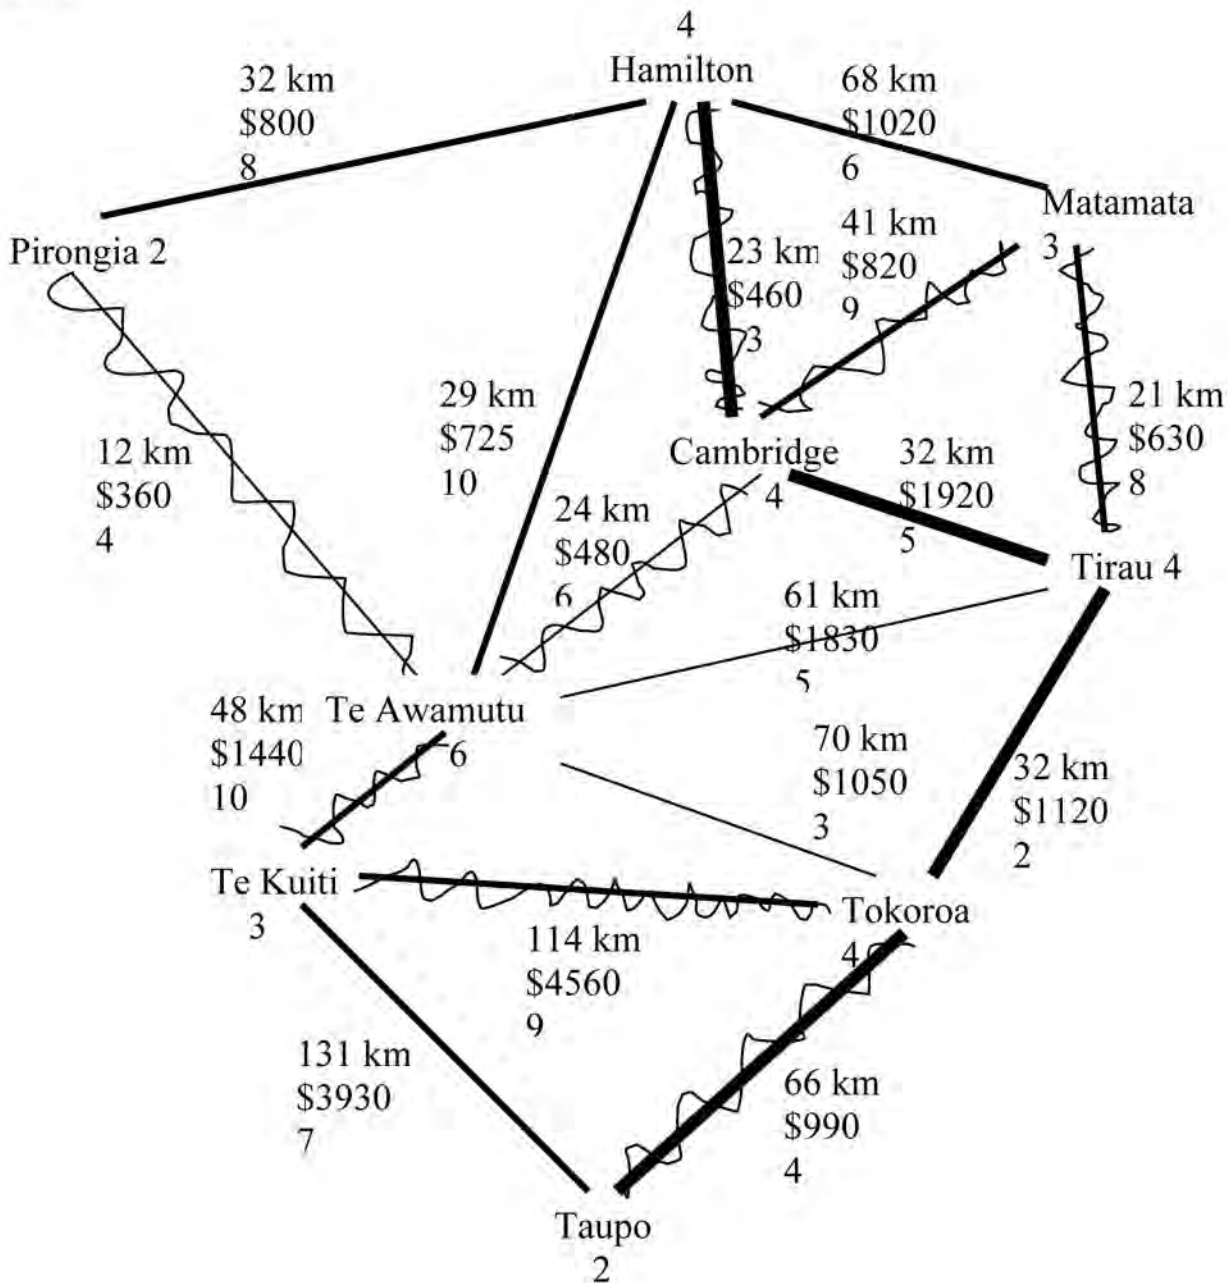 4
Hamilton
32 km
$800
8
68 km
$1020
6
Matamata
3
Pirongia 2
23 km
$460
3
41 km
$820
9
29 km
$725
10
21 km
$630
8
12 km
$360
4
Cambridge
4
32 km
$1920
5
24 km
$480
6
Tirau 4
61 km
$1830
5
48 km
$1440
10
Te Awamutu
6
70 km
$1050
3
32 km
$1120
2
Te Kuiti
3
Tokoroa
4
114 km
$4560
9
131 km
$3930
7
66 km
$990
4
Taupo
2